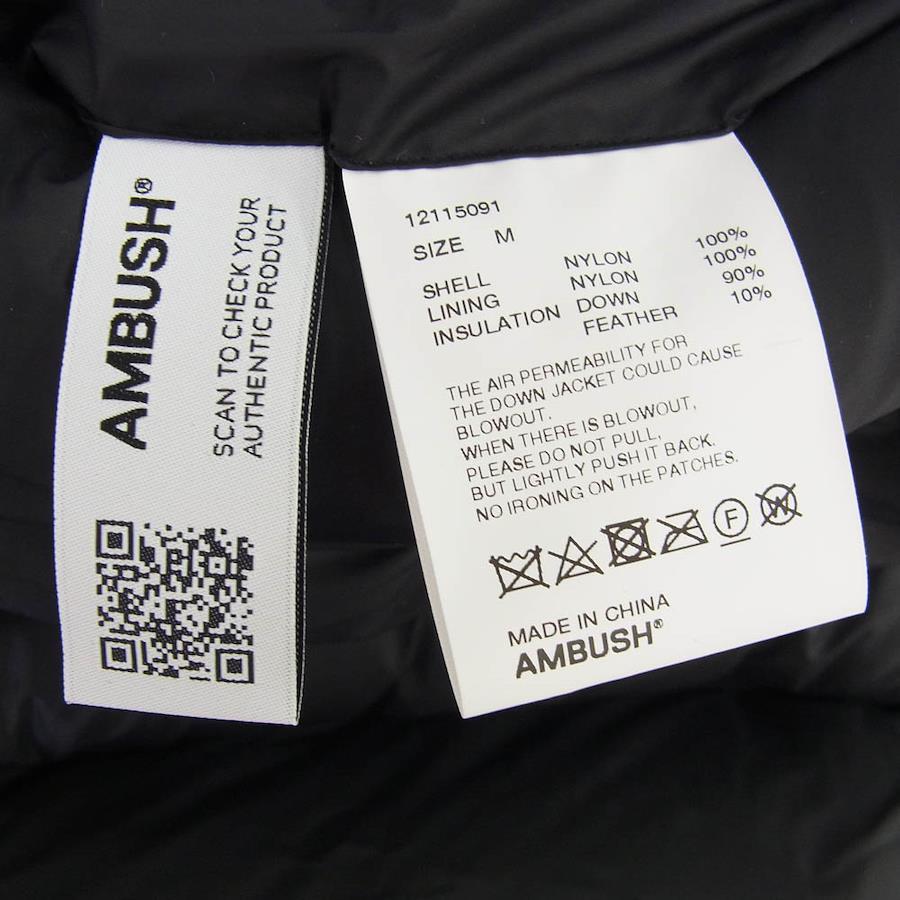 AMBUSH®
SCAN TO CHECK YOUR
AUTHENTIC PRODUCT
12115091
SIZE M
SHELL NYLON 100%
LINING NYLON 100%
INSULATION DOWN 90%
FEATHER 10%
THE AIR PERMEABILITY FOR
THE DOWN JACKET COULD CAUSE
BLOWOUT.
WHEN THERE IS BLOWOUT,
PLEASE DO NOT PULL,
BUT LIGHTLY PUSH IT BACK.
NO IRONING ON THE PATCHES.
F W
MADE IN CHINA
AMBUSH®